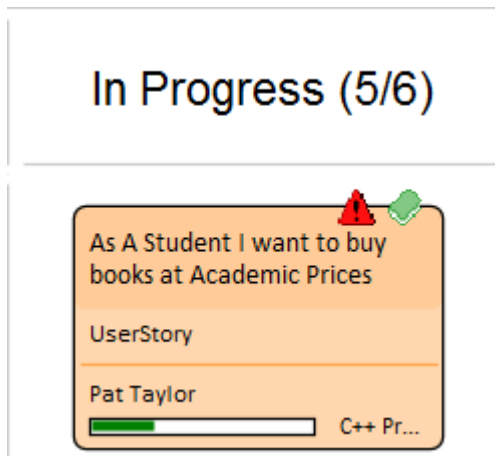 In Progress (5/6)
As A Student I want to buy
books at Academic Prices
UserStory
Pat Taylor
C++ Pr...